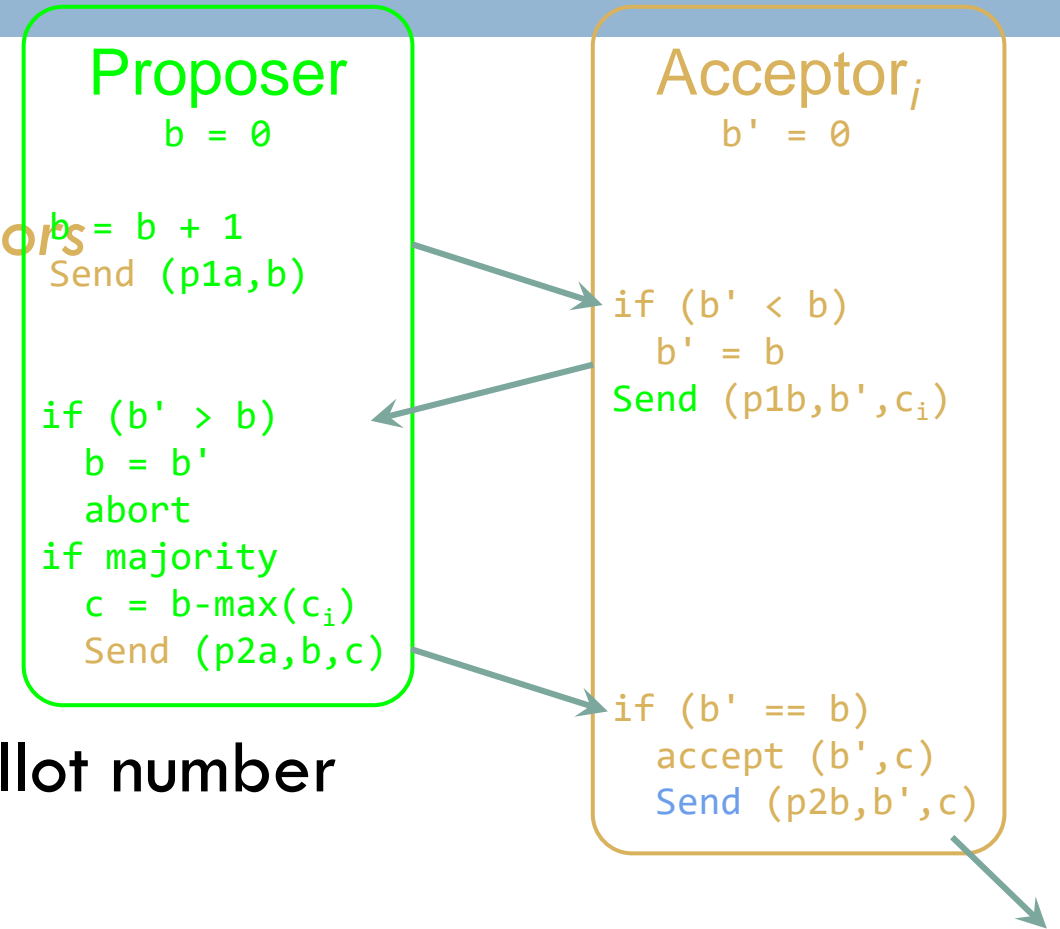 Proposer
b = 0
ors
b = b + 1
Send (p1a,b)
if (b' > b)
b = b'
abort
if majority
c = b-max(cᵢ)
Send (p2a,b,c)
llot number
Acceptorᵢ
b' = 0
if (b' < b)
b' = b
Send (p1b,b',cᵢ)
if (b' == b)
accept (b',c)
Send (p2b,b',c)